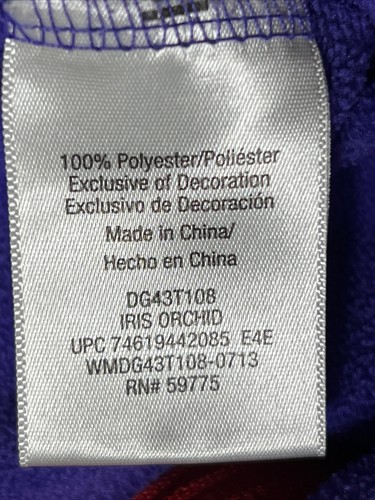 100% Polyester/Poliéster
Exclusive of Decoration
Exclusivo de Decoración
Made in China/
Hecho en China
DG43T108
IRIS ORCHID
UPC 74619442085 E4E
WMDG43T108-0713
RN# 59775